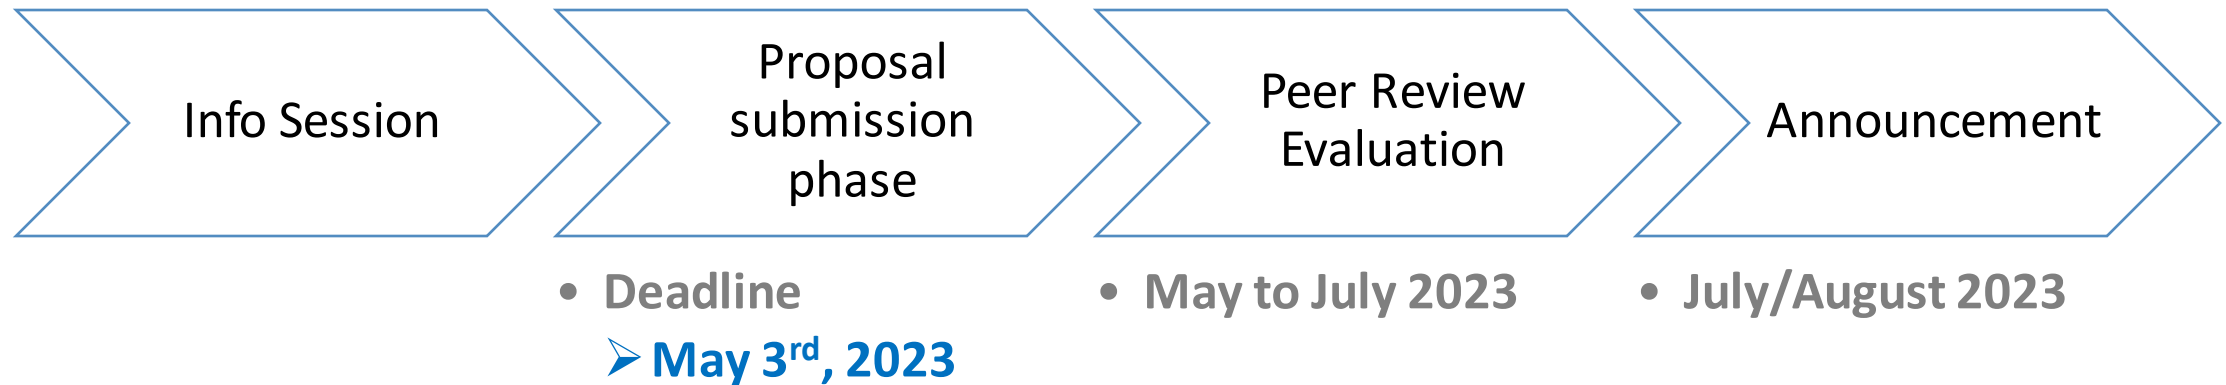 Info Session
Proposal
submission
phase
Peer Review
Evaluation
Announcement
• Deadline
➢ May 3rd, 2023
• May to July 2023
• July/August 2023